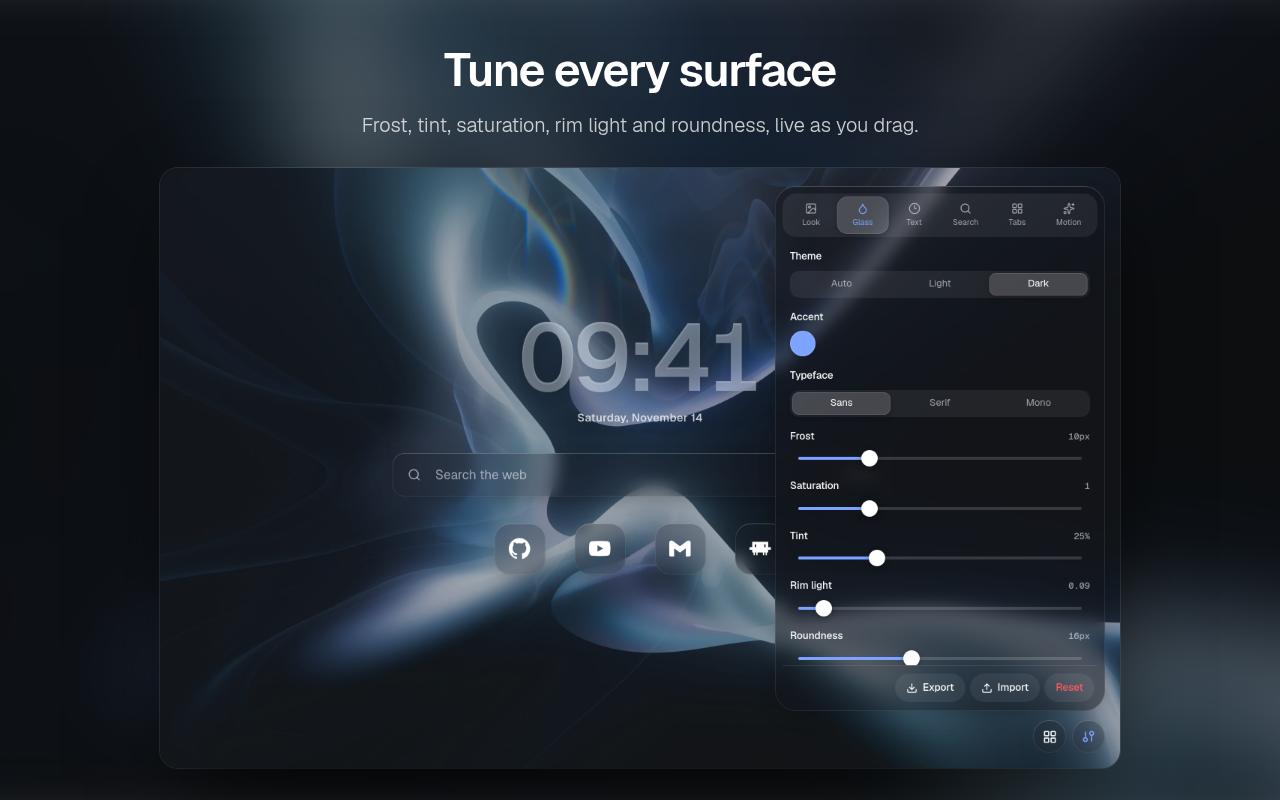 Tune every surface
Frost, tint, saturation, rim light and roundness, live as you drag.
Look Glass Text Search Tabs Motion
Theme
Auto Light Dark
Accent
Typeface
Sans Serif Mono
Frost 10px
Saturation 1
Tint 25%
Rim light 0.09
Roundness 16px
Export Import Reset
09:41
Saturday, November 14
Search the web